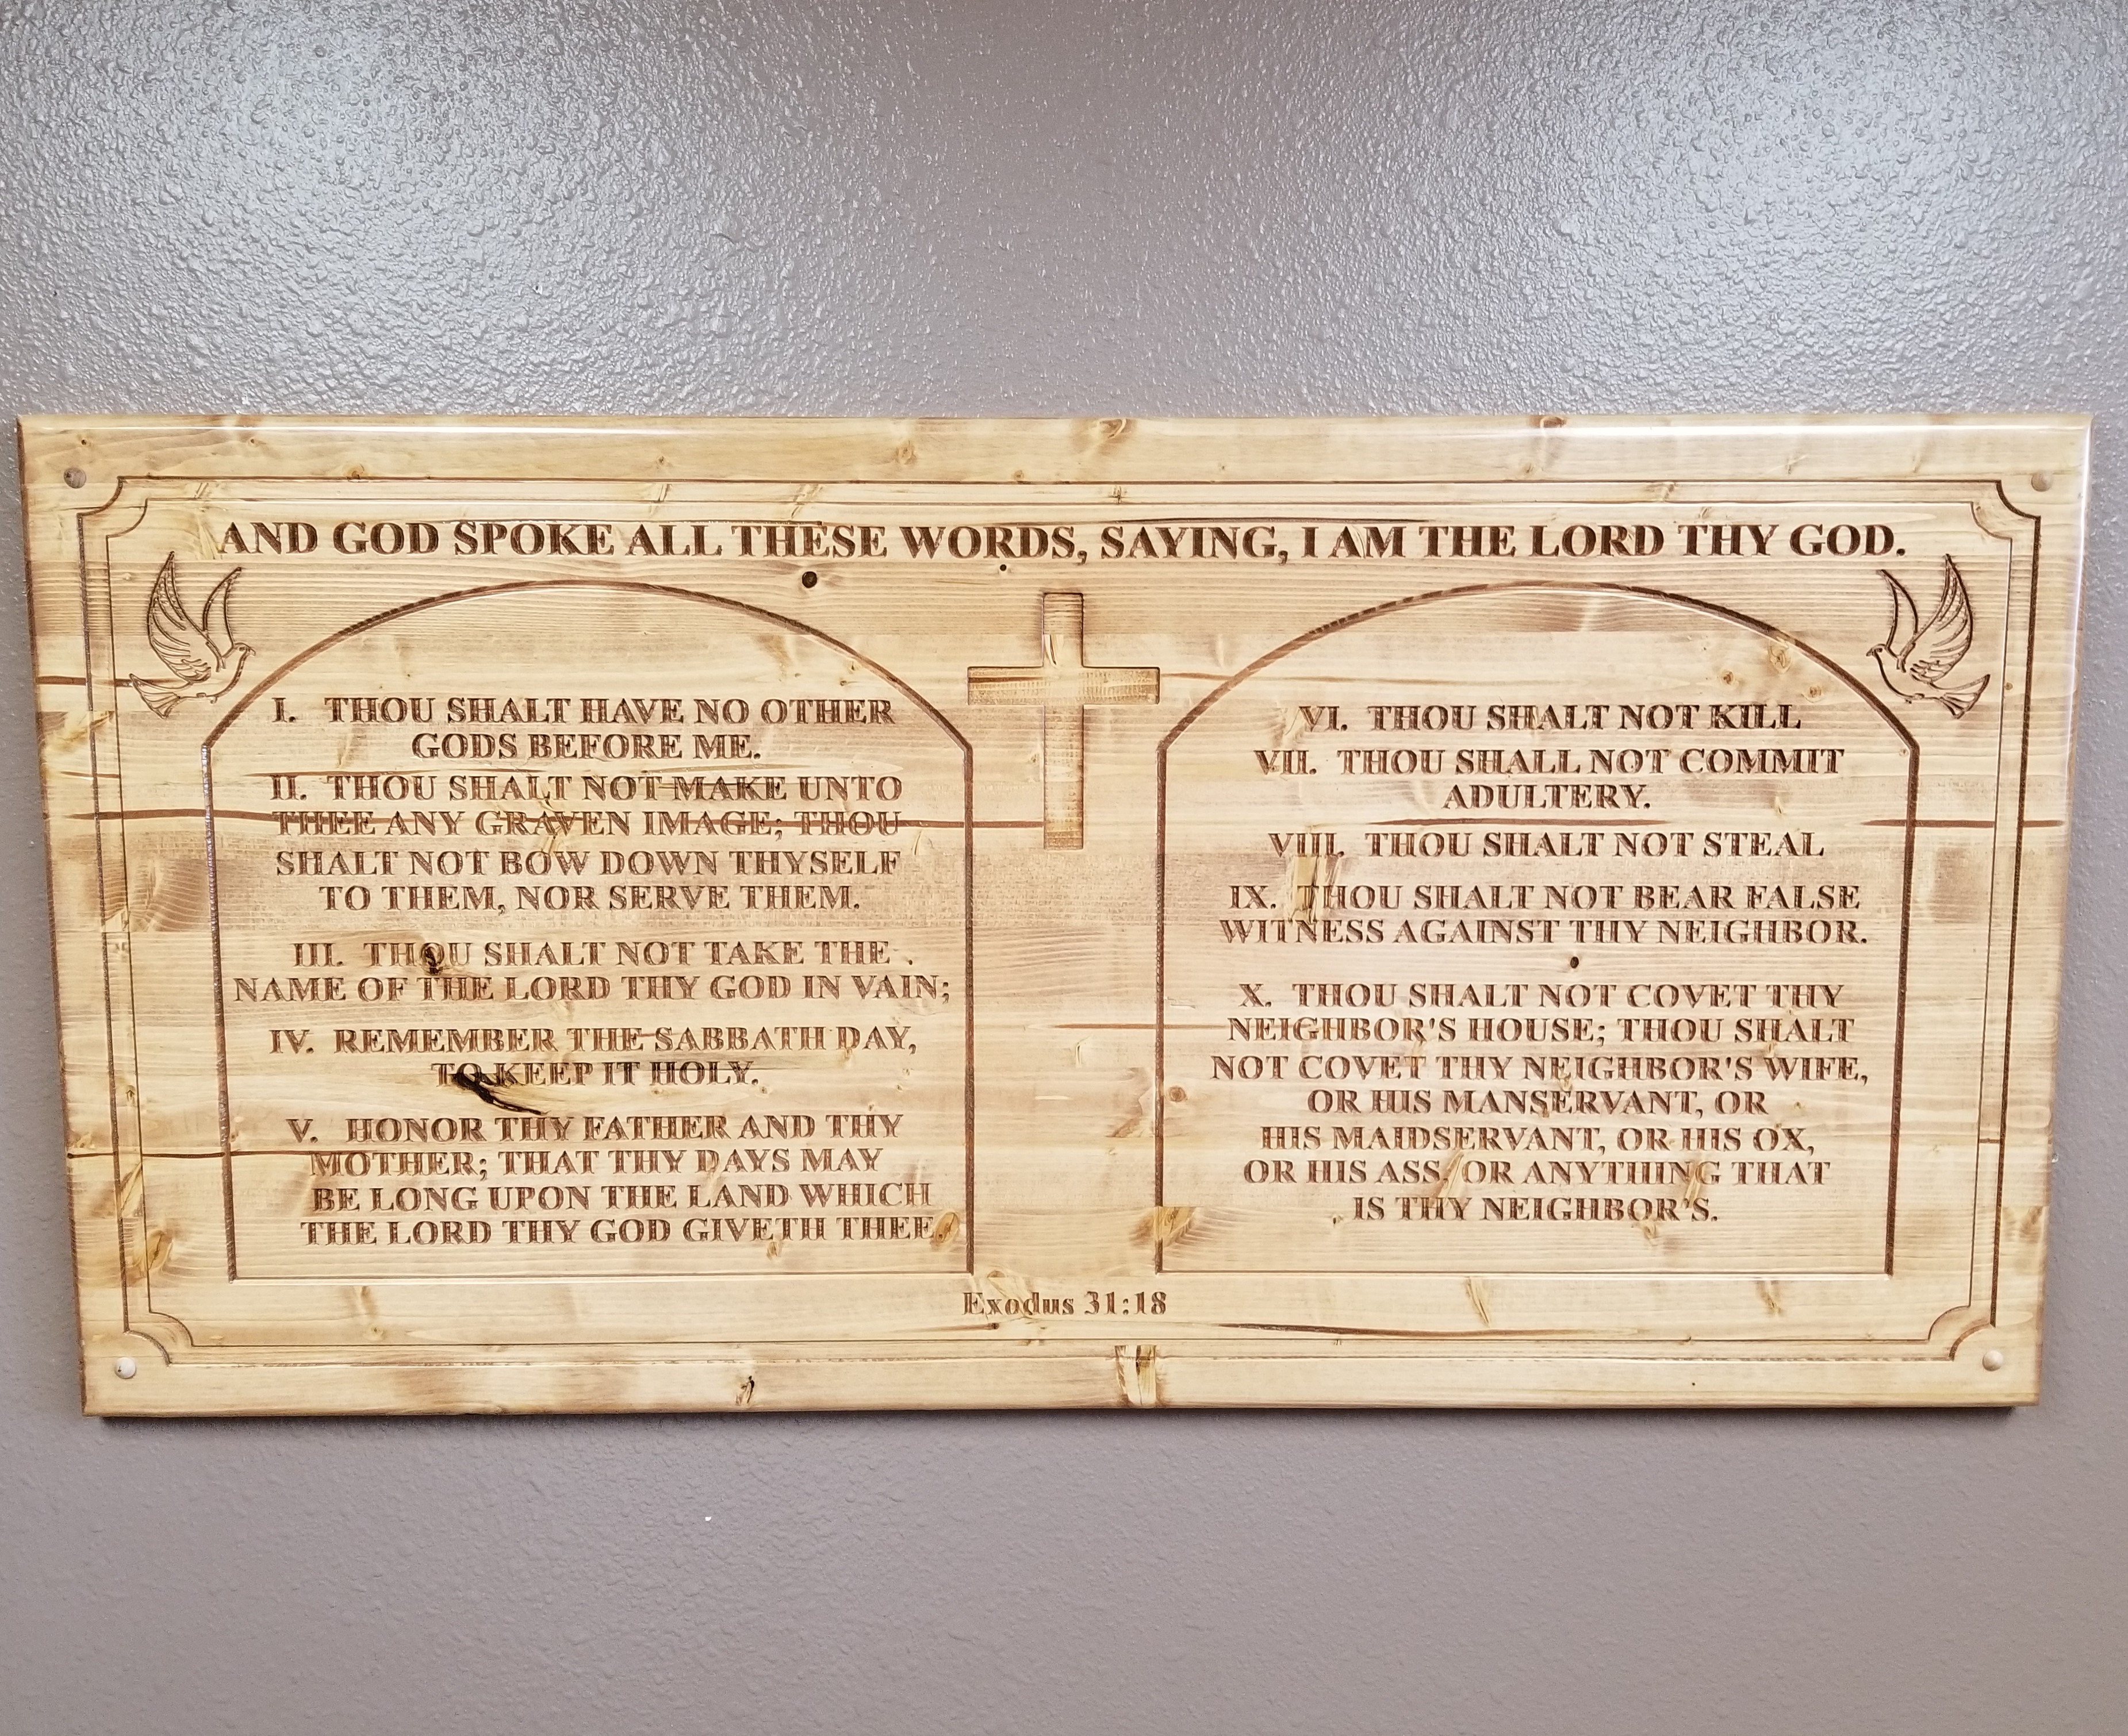 AND GOD SPOKE ALL THESE WORDS, SAYING, I AM THE LORD THY GOD.
I. THOU SHALT HAVE NO OTHER
GODS BEFORE ME.
II. THOU SHALT NOT MAKE UNTO
THEE ANY GRAVEN IMAGE; THOU
SHALT NOT BOW DOWN THYSELF
TO THEM, NOR SERVE THEM.
III. THOU SHALT NOT TAKE THE
NAME OF THE LORD THY GOD IN VAIN;
IV. REMEMBER THE SABBATH DAY,
TO KEEP IT HOLY.
V. HONOR THY FATHER AND THY
MOTHER; THAT THY DAYS MAY
BE LONG UPON THE LAND WHICH
THE LORD THY GOD GIVETH THEE.
VI. THOU SHALT NOT KILL
VII. THOU SHALL NOT COMMIT
ADULTERY.
VIII. THOU SHALT NOT STEAL
IX. THOU SHALT NOT BEAR FALSE
WITNESS AGAINST THY NEIGHBOR.
X. THOU SHALT NOT COVET THY
NEIGHBOR'S HOUSE; THOU SHALT
NOT COVET THY NEIGHBOR'S WIFE,
OR HIS MANSERVANT, OR
HIS MAIDSERVANT, OR HIS OX,
OR HIS ASS, OR ANYTHING THAT
IS THY NEIGHBOR'S.
Exodus 31:18